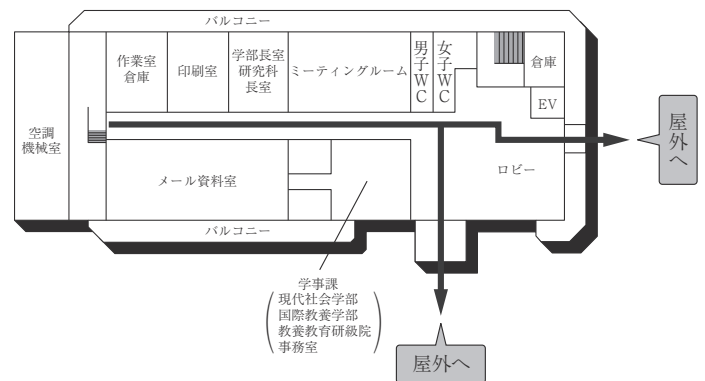 バルコニー
作業室
倉庫
印刷室
学部長室
研究科
長室
ミーティングルーム
男子WC
女子WC
倉庫
EV
屋外へ
空調
機械室
メール資料室
ロビー
バルコニー
学事課
現代社会学部
国際教養学部
教養教育研級院
事務室
屋外へ